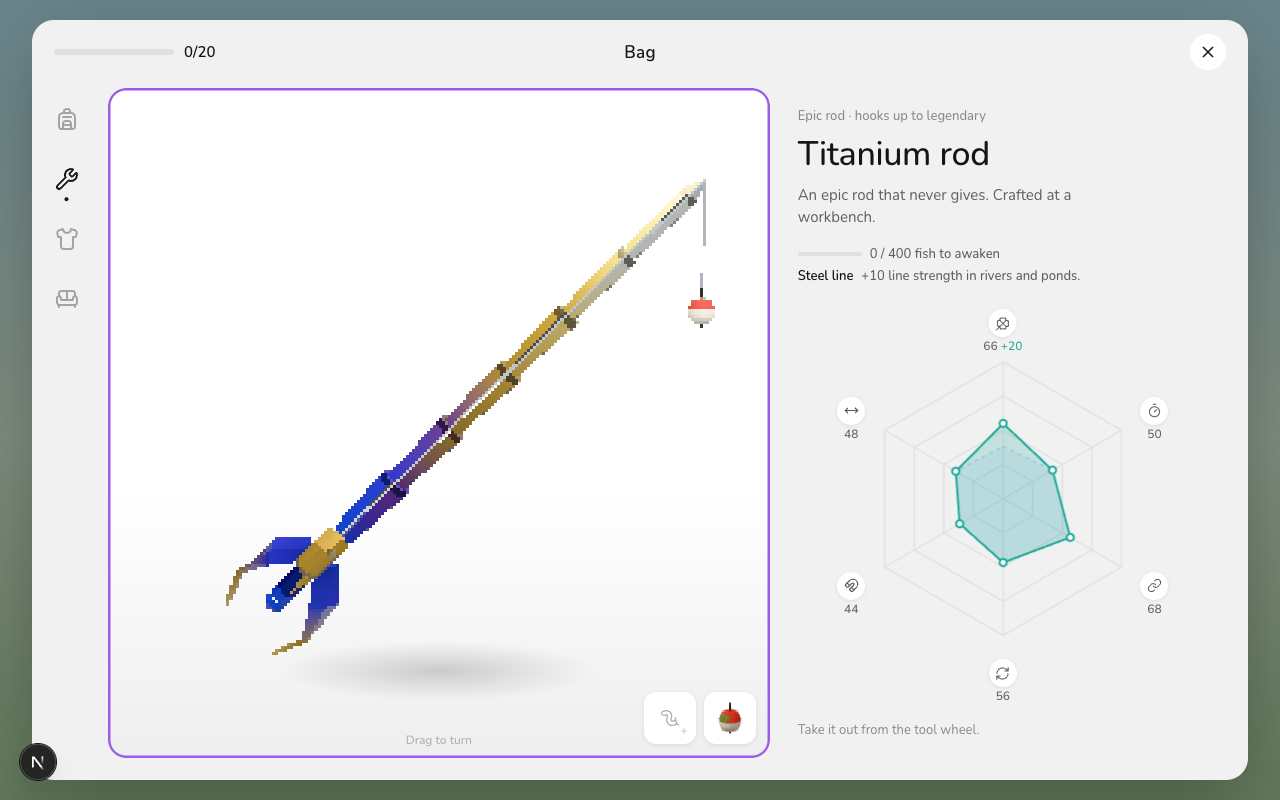 0/20
Bag
Epic rod · hooks up to legendary
Titanium rod
An epic rod that never gives. Crafted at a
workbench.
0 / 400 fish to awaken
Steel line +10 line strength in rivers and ponds.
66 +20
48
50
44
68
56
Drag to turn
Take it out from the tool wheel.
N